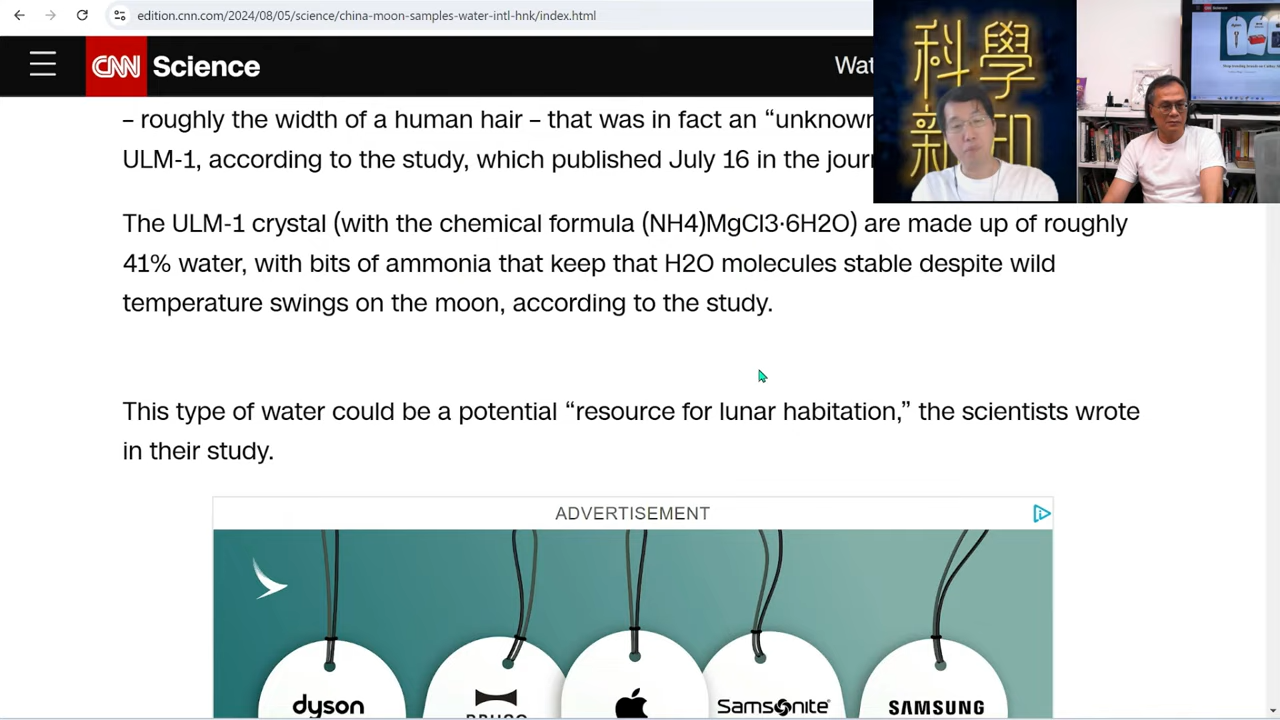 edition.cnn.com/2024/08/05/science/china-moon-samples-water-intl-hnk/index.html
CNN Science
Wat
科學
新知
– roughly the width of a human hair – that was in fact an “unknown
ULM-1, according to the study, which published July 16 in the jour
The ULM-1 crystal (with the chemical formula (NH4)MgCl3·6H2O) are made up of roughly
41% water, with bits of ammonia that keep that H2O molecules stable despite wild
temperature swings on the moon, according to the study.
This type of water could be a potential “resource for lunar habitation,” the scientists wrote
in their study.
ADVERTISEMENT
dyson
SAMSUNG
Samsonite